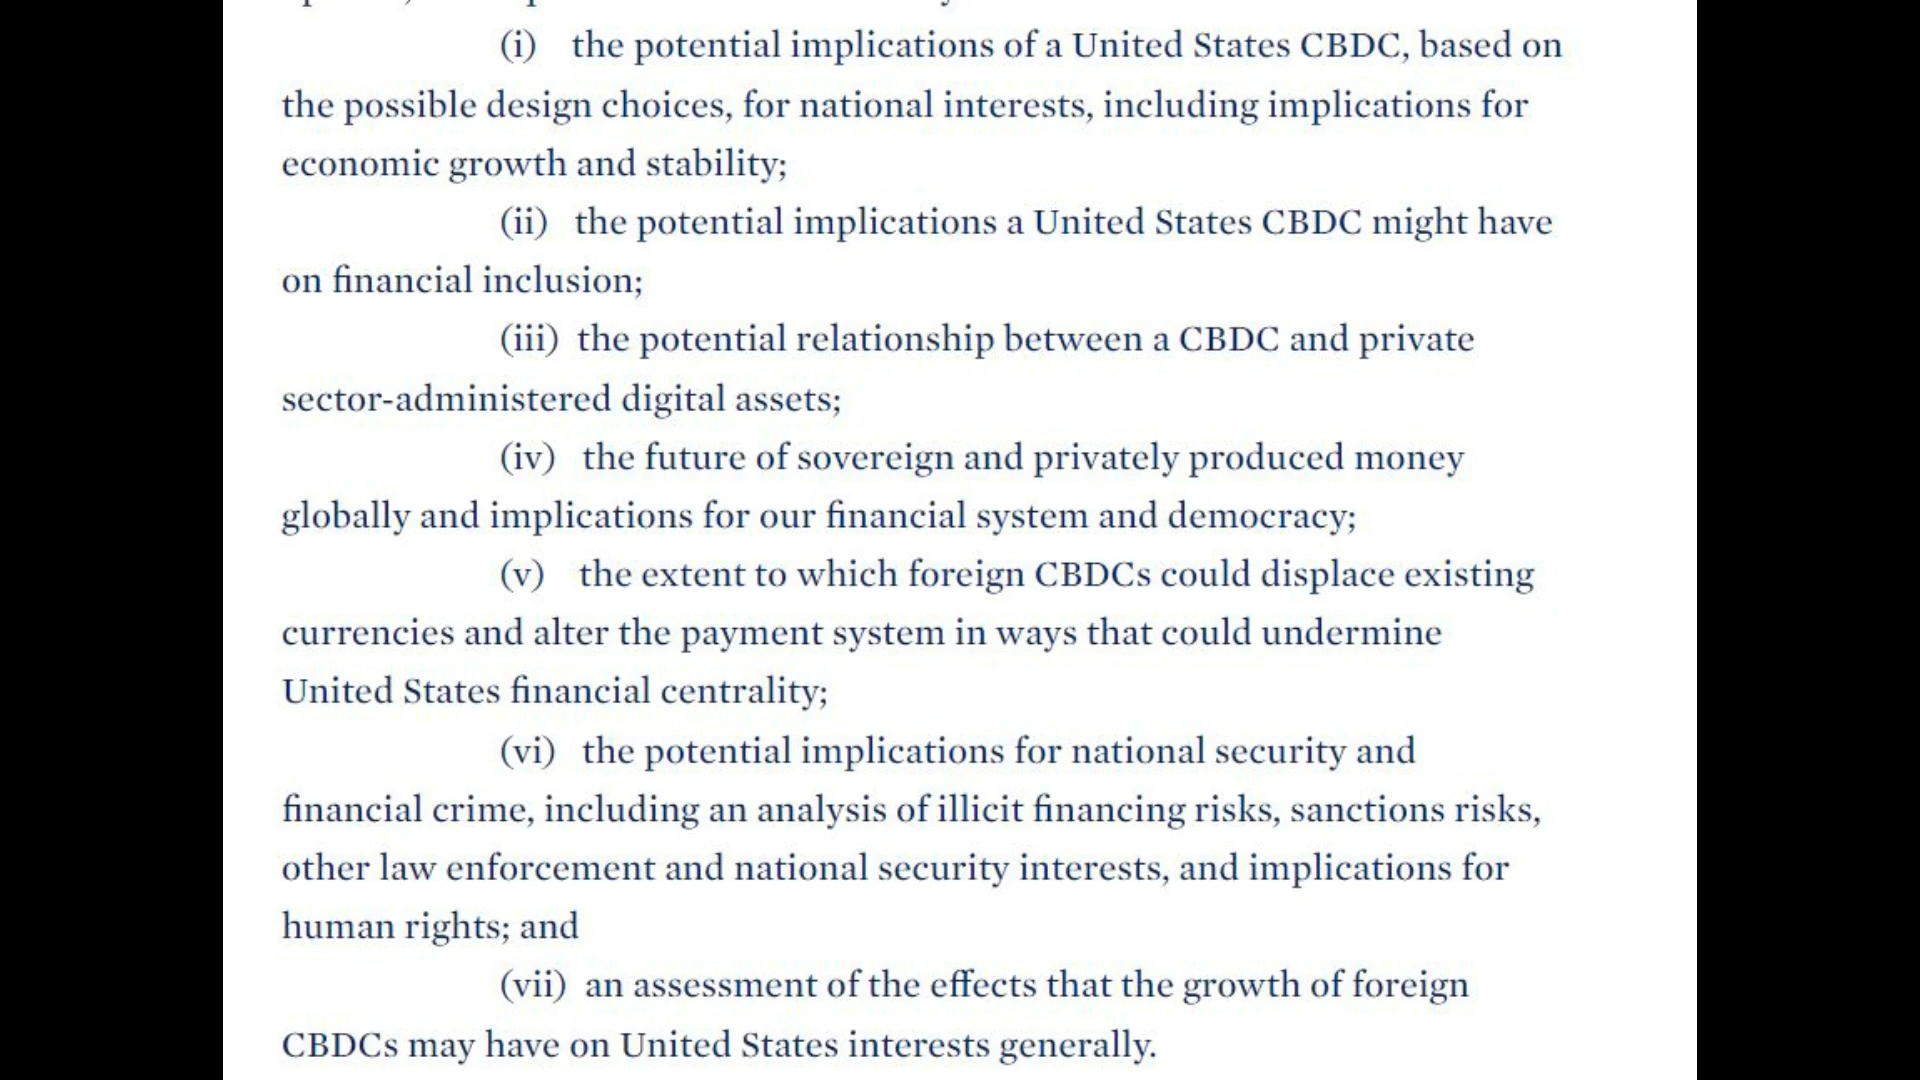 (i) the potential implications of a United States CBDC, based on
the possible design choices, for national interests, including implications for
economic growth and stability;
(ii) the potential implications a United States CBDC might have
on financial inclusion;
(iii) the potential relationship between a CBDC and private
sector-administered digital assets;
(iv) the future of sovereign and privately produced money
globally and implications for our financial system and democracy;
(v) the extent to which foreign CBDCs could displace existing
currencies and alter the payment system in ways that could undermine
United States financial centrality;
(vi) the potential implications for national security and
financial crime, including an analysis of illicit financing risks, sanctions risks,
other law enforcement and national security interests, and implications for
human rights; and
(vii) an assessment of the effects that the growth of foreign
CBDCs may have on United States interests generally.